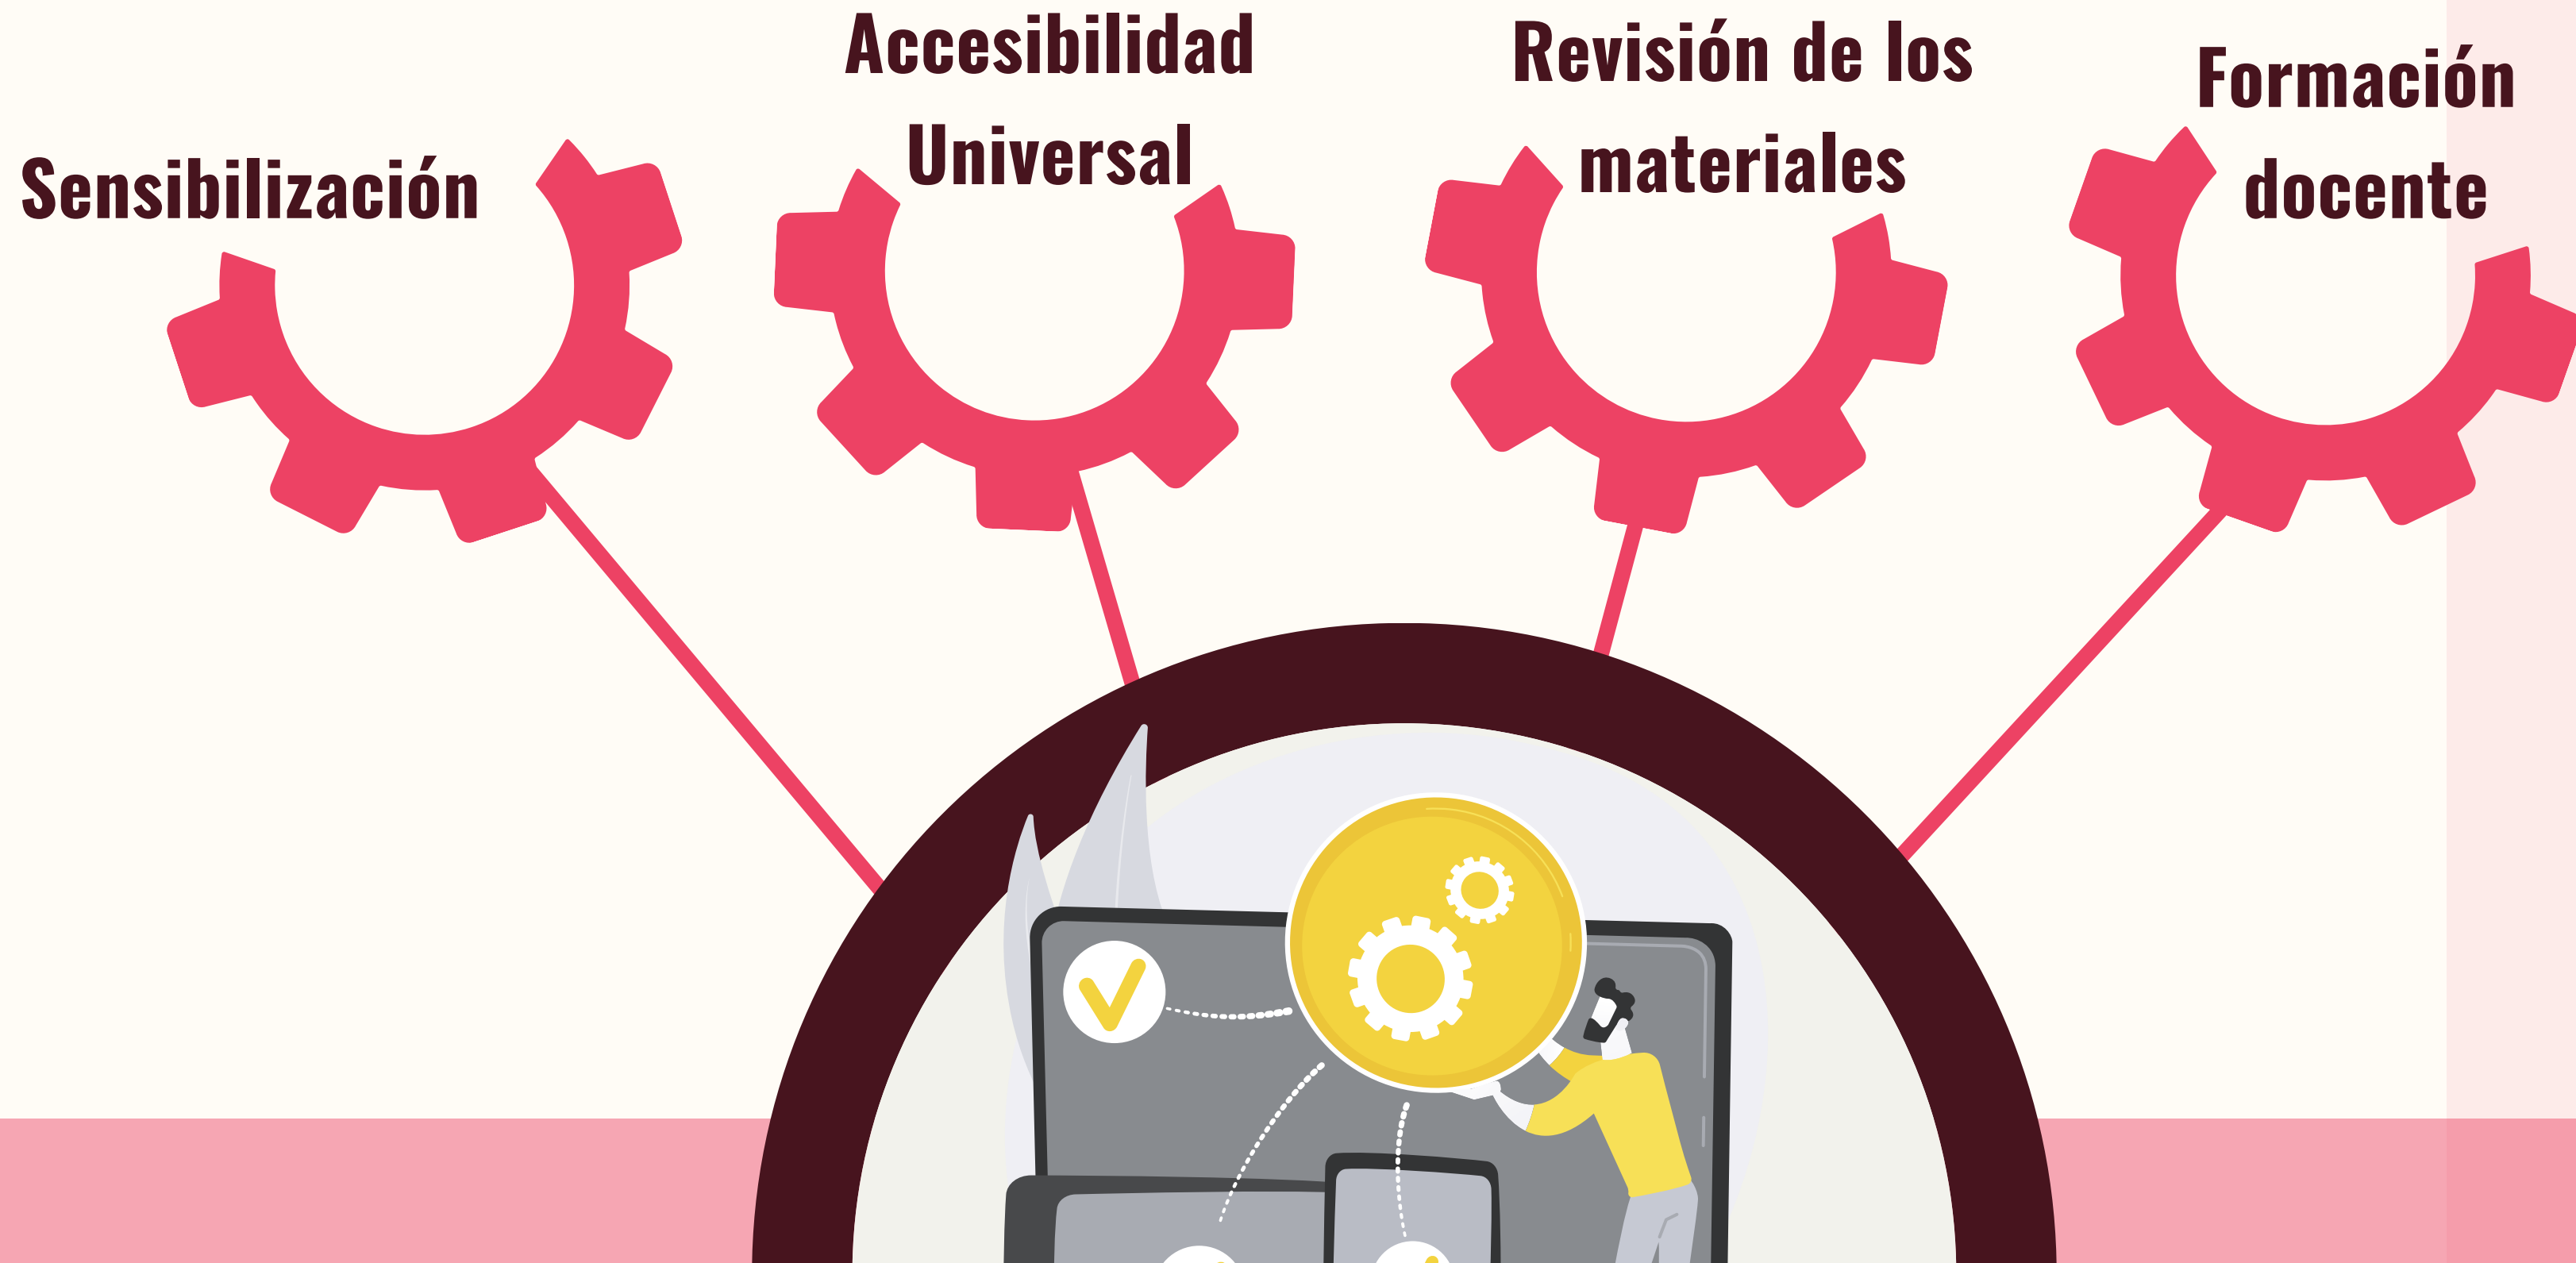 Sensibilización
Accesibilidad
Universal
Revisión de los
materiales
Formación
docente